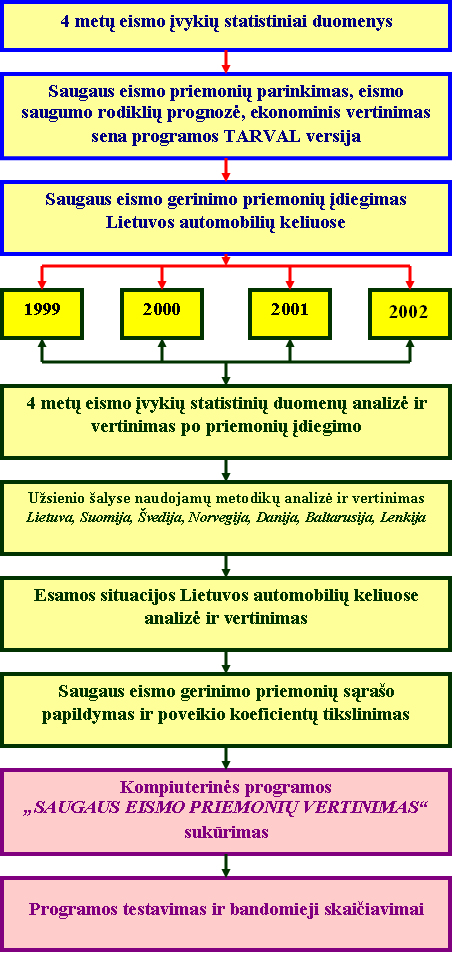 4 metų eismo įvykių statistiniai duomenys
Saugaus eismo priemonių parinkimas, eismo
saugumo rodiklių prognozė, ekonominis vertinimas
sena programos TARVAL versija
Saugaus eismo gerinimo priemonių įdiegimas
Lietuvos automobilių keliuose
1999
2000
2001
2002
4 metų eismo įvykių statistinių duomenų analizė ir
vertinimas po priemonių įdiegimo
Užsienio šalyse naudojamų metodikų analizė ir vertinimas
Lietuva, Suomija, Švedija, Norvegija, Danija, Baltarusija, Lenkija
Esamos situacijos Lietuvos automobilių keliuose
analizė ir vertinimas
Saugaus eismo gerinimo priemonių sąrašo
papildymas ir poveikio koeficientų tikslinimas
Kompiuterinės programos
„SAUGAUS EISMO PRIEMONIŲ VERTINIMAS“
sukūrimas
Programos testavimas ir bandomieji skaičiavimai